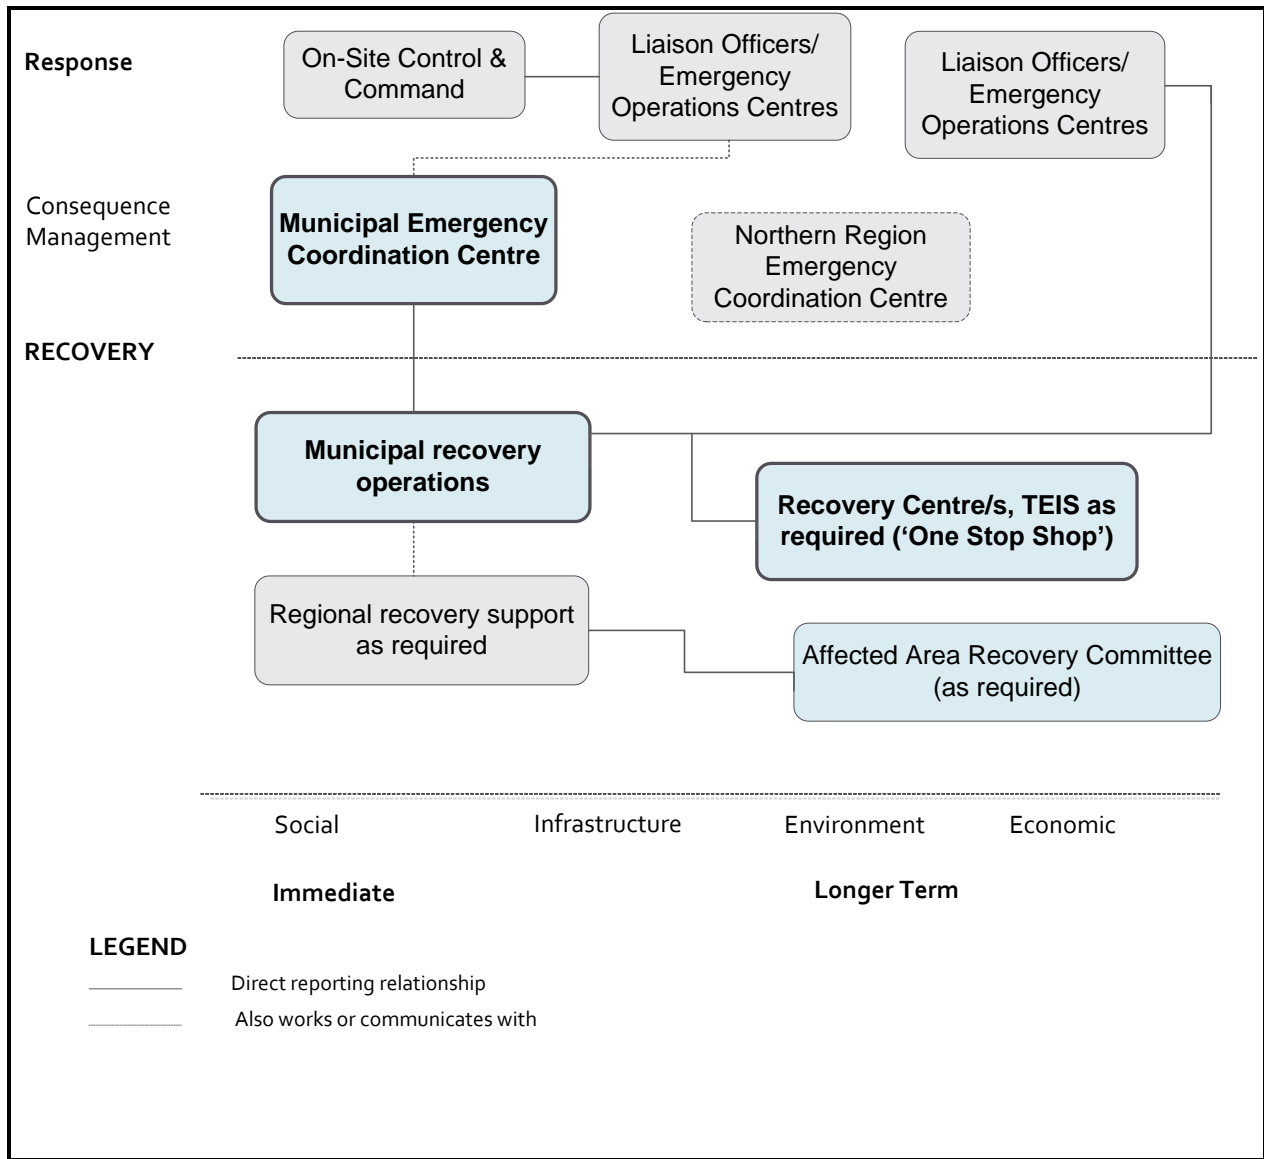 Response
On-Site Control &
Command
Liaison Officers/
Emergency
Operations Centres
Liaison Officers/
Emergency
Operations Centres
Consequence
Management
Municipal Emergency
Coordination Centre
Northern Region
Emergency
Coordination Centre
RECOVERY
Municipal recovery
operations
Recovery Centre/s, TEIS as
required (‘One Stop Shop’)
Regional recovery support
as required
Affected Area Recovery Committee
(as required)
Social
Infrastructure
Environment
Economic
Immediate
Longer Term
LEGEND
Direct reporting relationship
Also works or communicates with